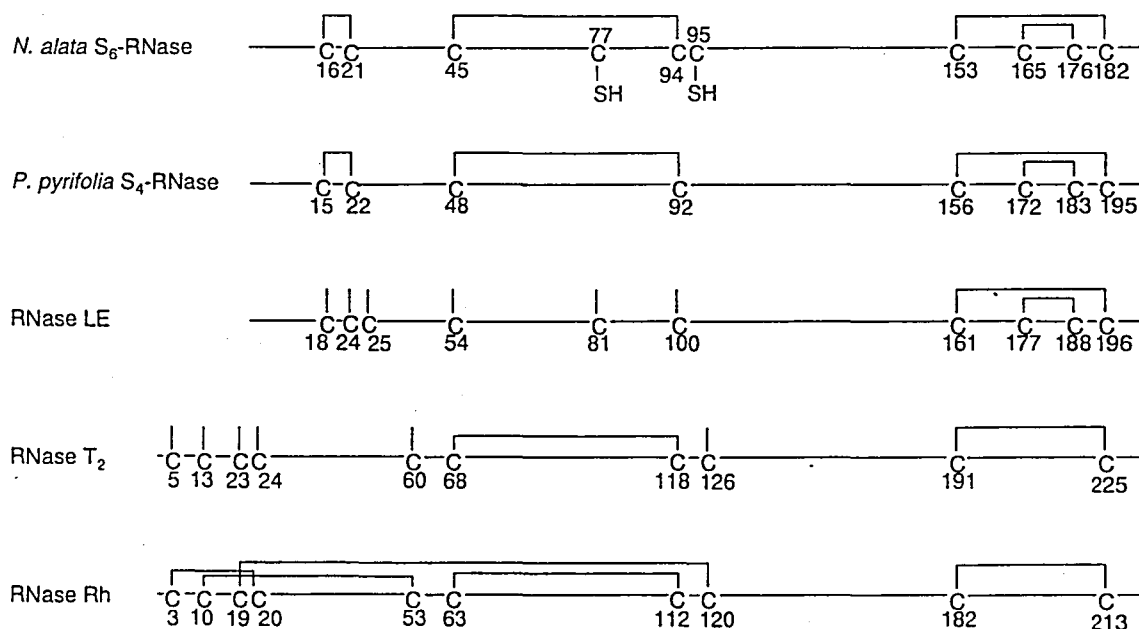 N. alata S6-RNase
C C C C C C C C C C
77 95
16 21 45 94 153 165 176 182
SH SH
P. pyrifolia S4-RNase
C C C C C C C C
15 22 48 92 156 172 183 195
RNase LE
C C C C C C C C C C
18 24 25 54 81 100 161 177 188 196
RNase T2
C C C C C C C C C C
5 13 23 24 60 68 118 126 191 225
RNase Rh
C C C C C C C C C C
3 10 19 20 53 63 112 120 182 213